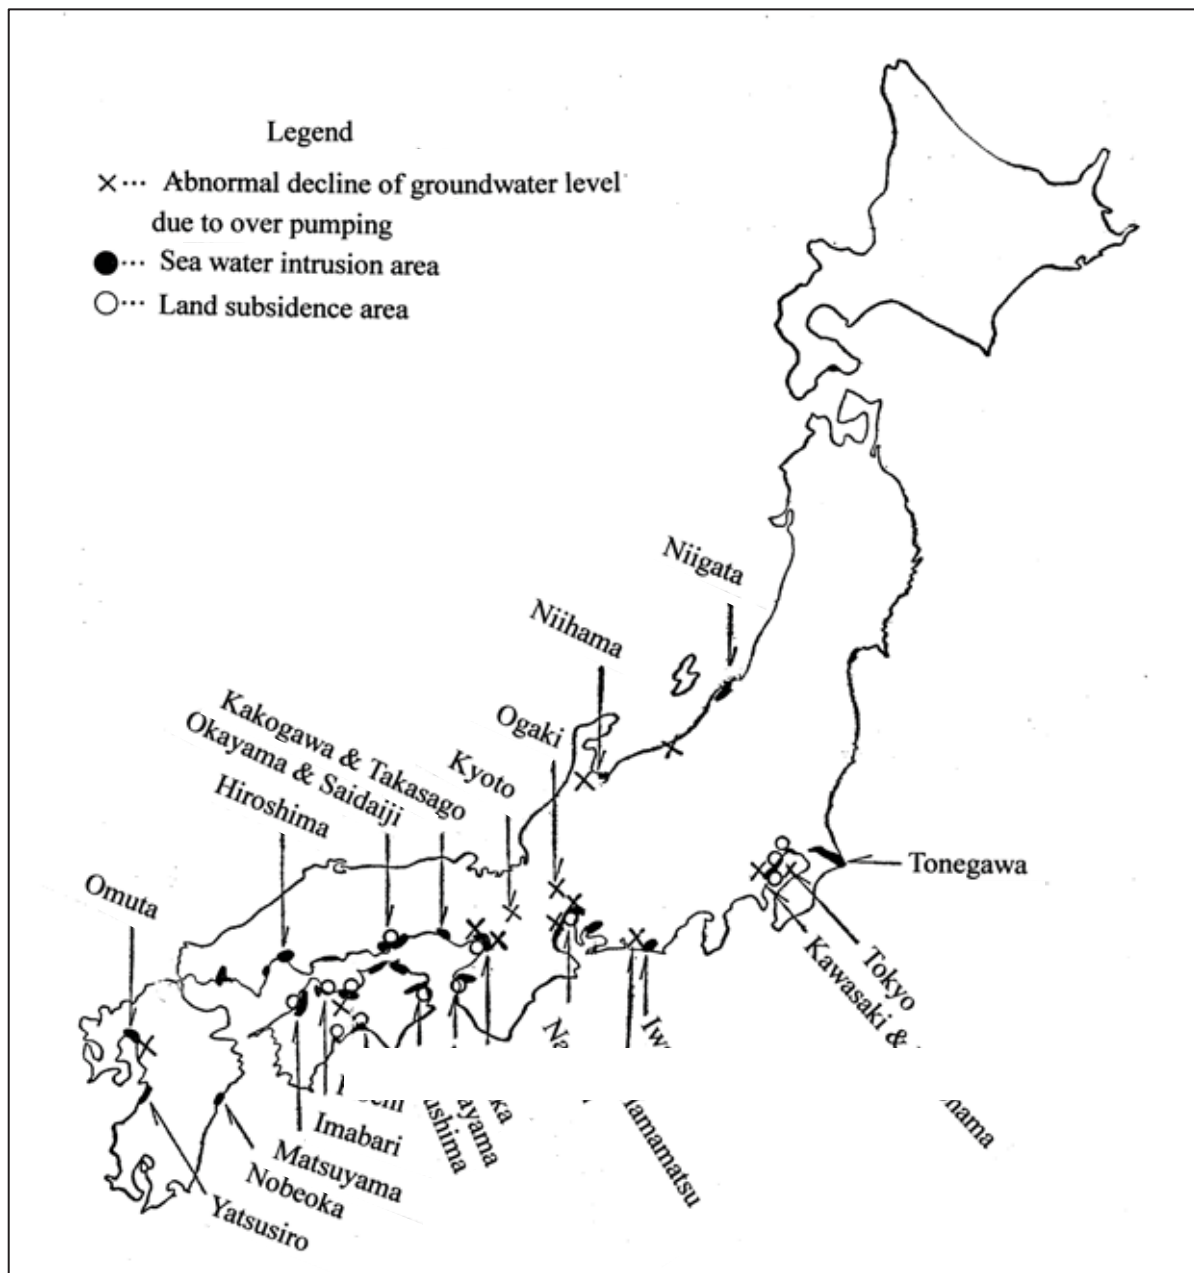 Legend
×··· Abnormal decline of groundwater level
due to over pumping
●··· Sea water intrusion area
○··· Land subsidence area
Niigata
Niihama
Ogaki
Kyoto
Kakogawa & Takasago
Okayama & Saidaiji
Hiroshima
Omuta
Tonegawa
Tokyo
Kawasaki &
Imabari
Matsuyama
Nobeoka
Yatsusiro